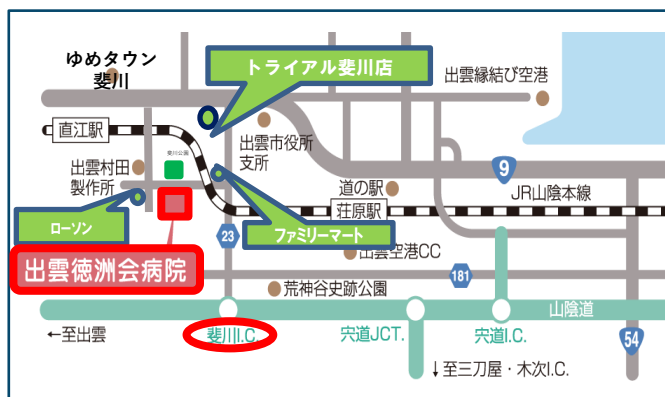 ゆめタウン
斐川
トライアル斐川店
出雲縁結び空港
直江駅
斐川公園
出雲市役所
支所
出雲村田
製作所
道の駅
9
JR山陰本線
荘原駅
ローソン
23
ファミリーマート
出雲徳洲会病院
出雲空港CC
181
荒神谷史跡公園
山陰道
←至出雲
斐川I.C.
宍道JCT.
宍道I.C.
54
↓至三刀屋・木次I.C.